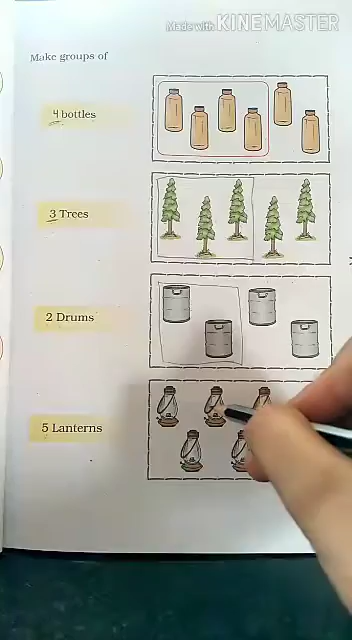 Made with KINEMASTER
Make groups of
4 bottles
3 Trees
2 Drums
5 Lanterns